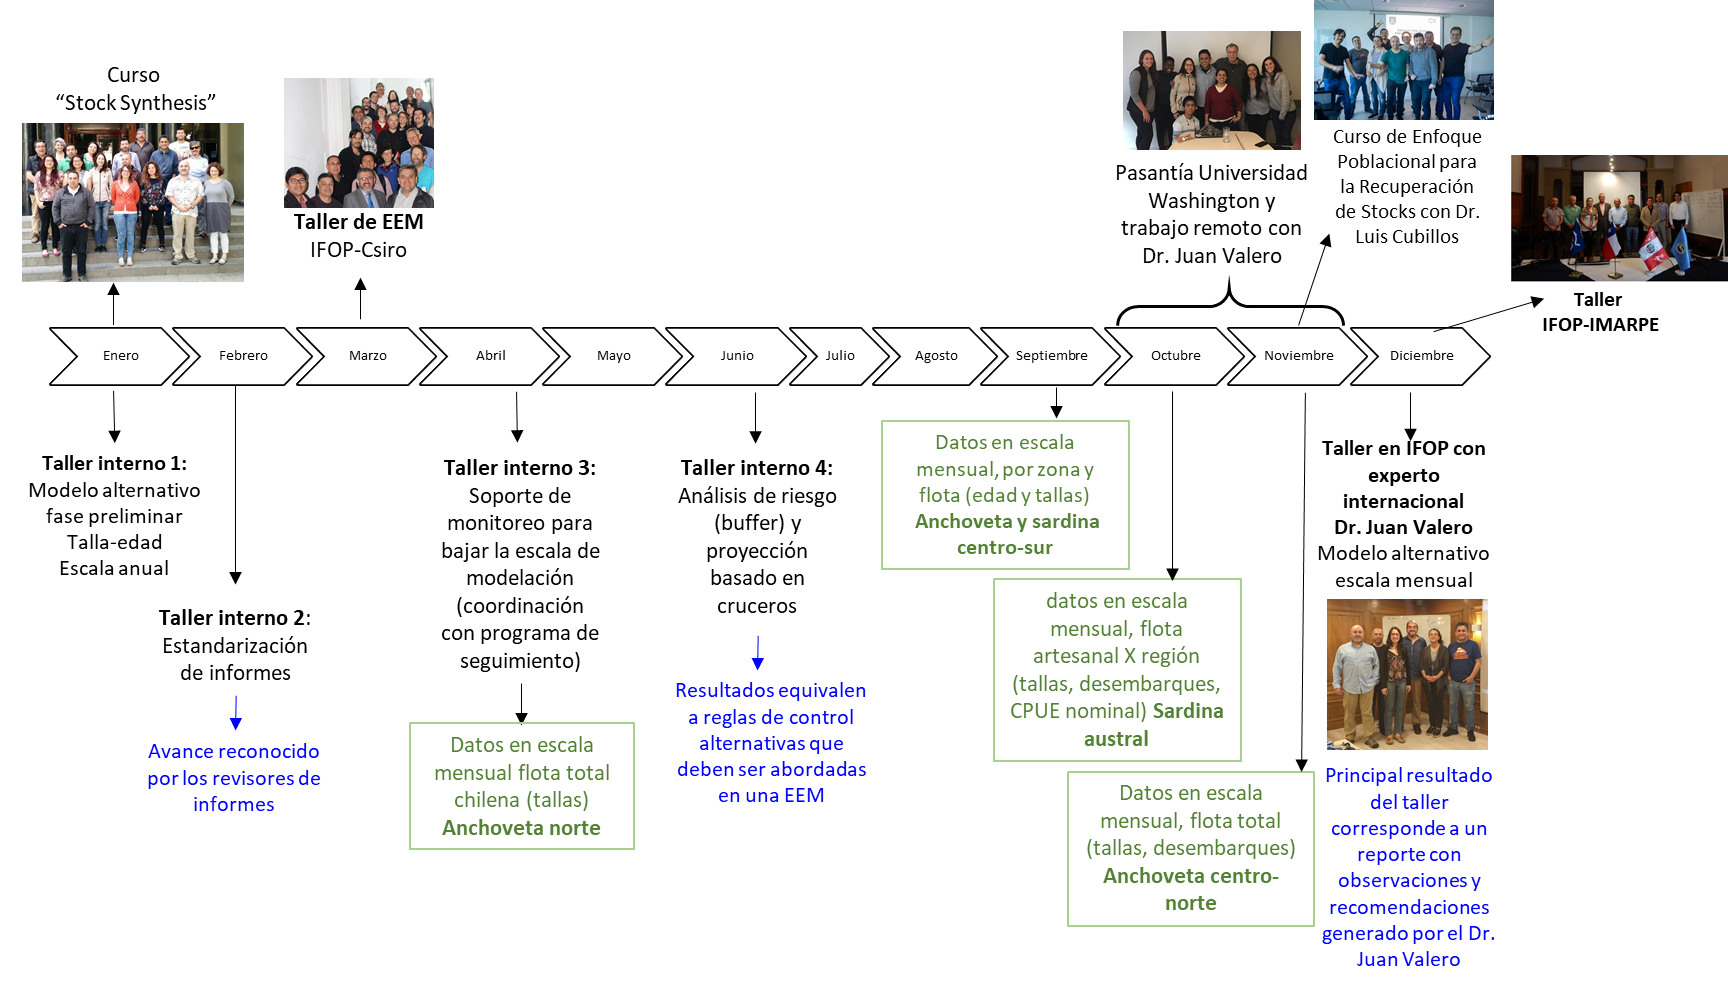 Curso
“Stock Synthesis”
Taller de EEM
IFOP-Csiro
Pasantía Universidad
Washington y
trabajo remoto con
Dr. Juan Valero
Curso de Enfoque
Poblacional para
la Recuperación
de Stocks con Dr.
Luis Cubillos
Taller
IFOP-IMARPE
Enero
Febrero
Marzo
Abril
Mayo
Junio
Julio
Agosto
Septiembre
Octubre
Noviembre
Diciembre
Taller interno 1:
Modelo alternativo
fase preliminar
Talla-edad
Escala anual
Taller interno 2:
Estandarización
de informes
Avance reconocido
por los revisores de
informes
Taller interno 3:
Soporte de
monitoreo para
bajar la escala de
modelación
(coordinación
con programa de
seguimiento)
Datos en escala
mensual flota total
chilena (tallas)
Anchoveta norte
Taller interno 4:
Análisis de riesgo
(buffer) y
proyección
basado en
cruceros
Resultados equivalen
a reglas de control
alternativas que
deben ser abordadas
en una EEM
Datos en escala
mensual, por zona y
flota (edad y tallas)
Anchoveta y sardina
centro-sur
datos en escala
mensual, flota
artesanal X región
(tallas, desembarques,
CPUE nominal) Sardina
austral
Datos en escala
mensual, flota total
(tallas, desembarques)
Anchoveta centro-
norte
Taller en IFOP con
experto
internacional
Dr. Juan Valero
Modelo alternativo
escala mensual
Principal resultado
del taller
corresponde a un
reporte con
observaciones y
recomendaciones
generado por el Dr.
Juan Valero